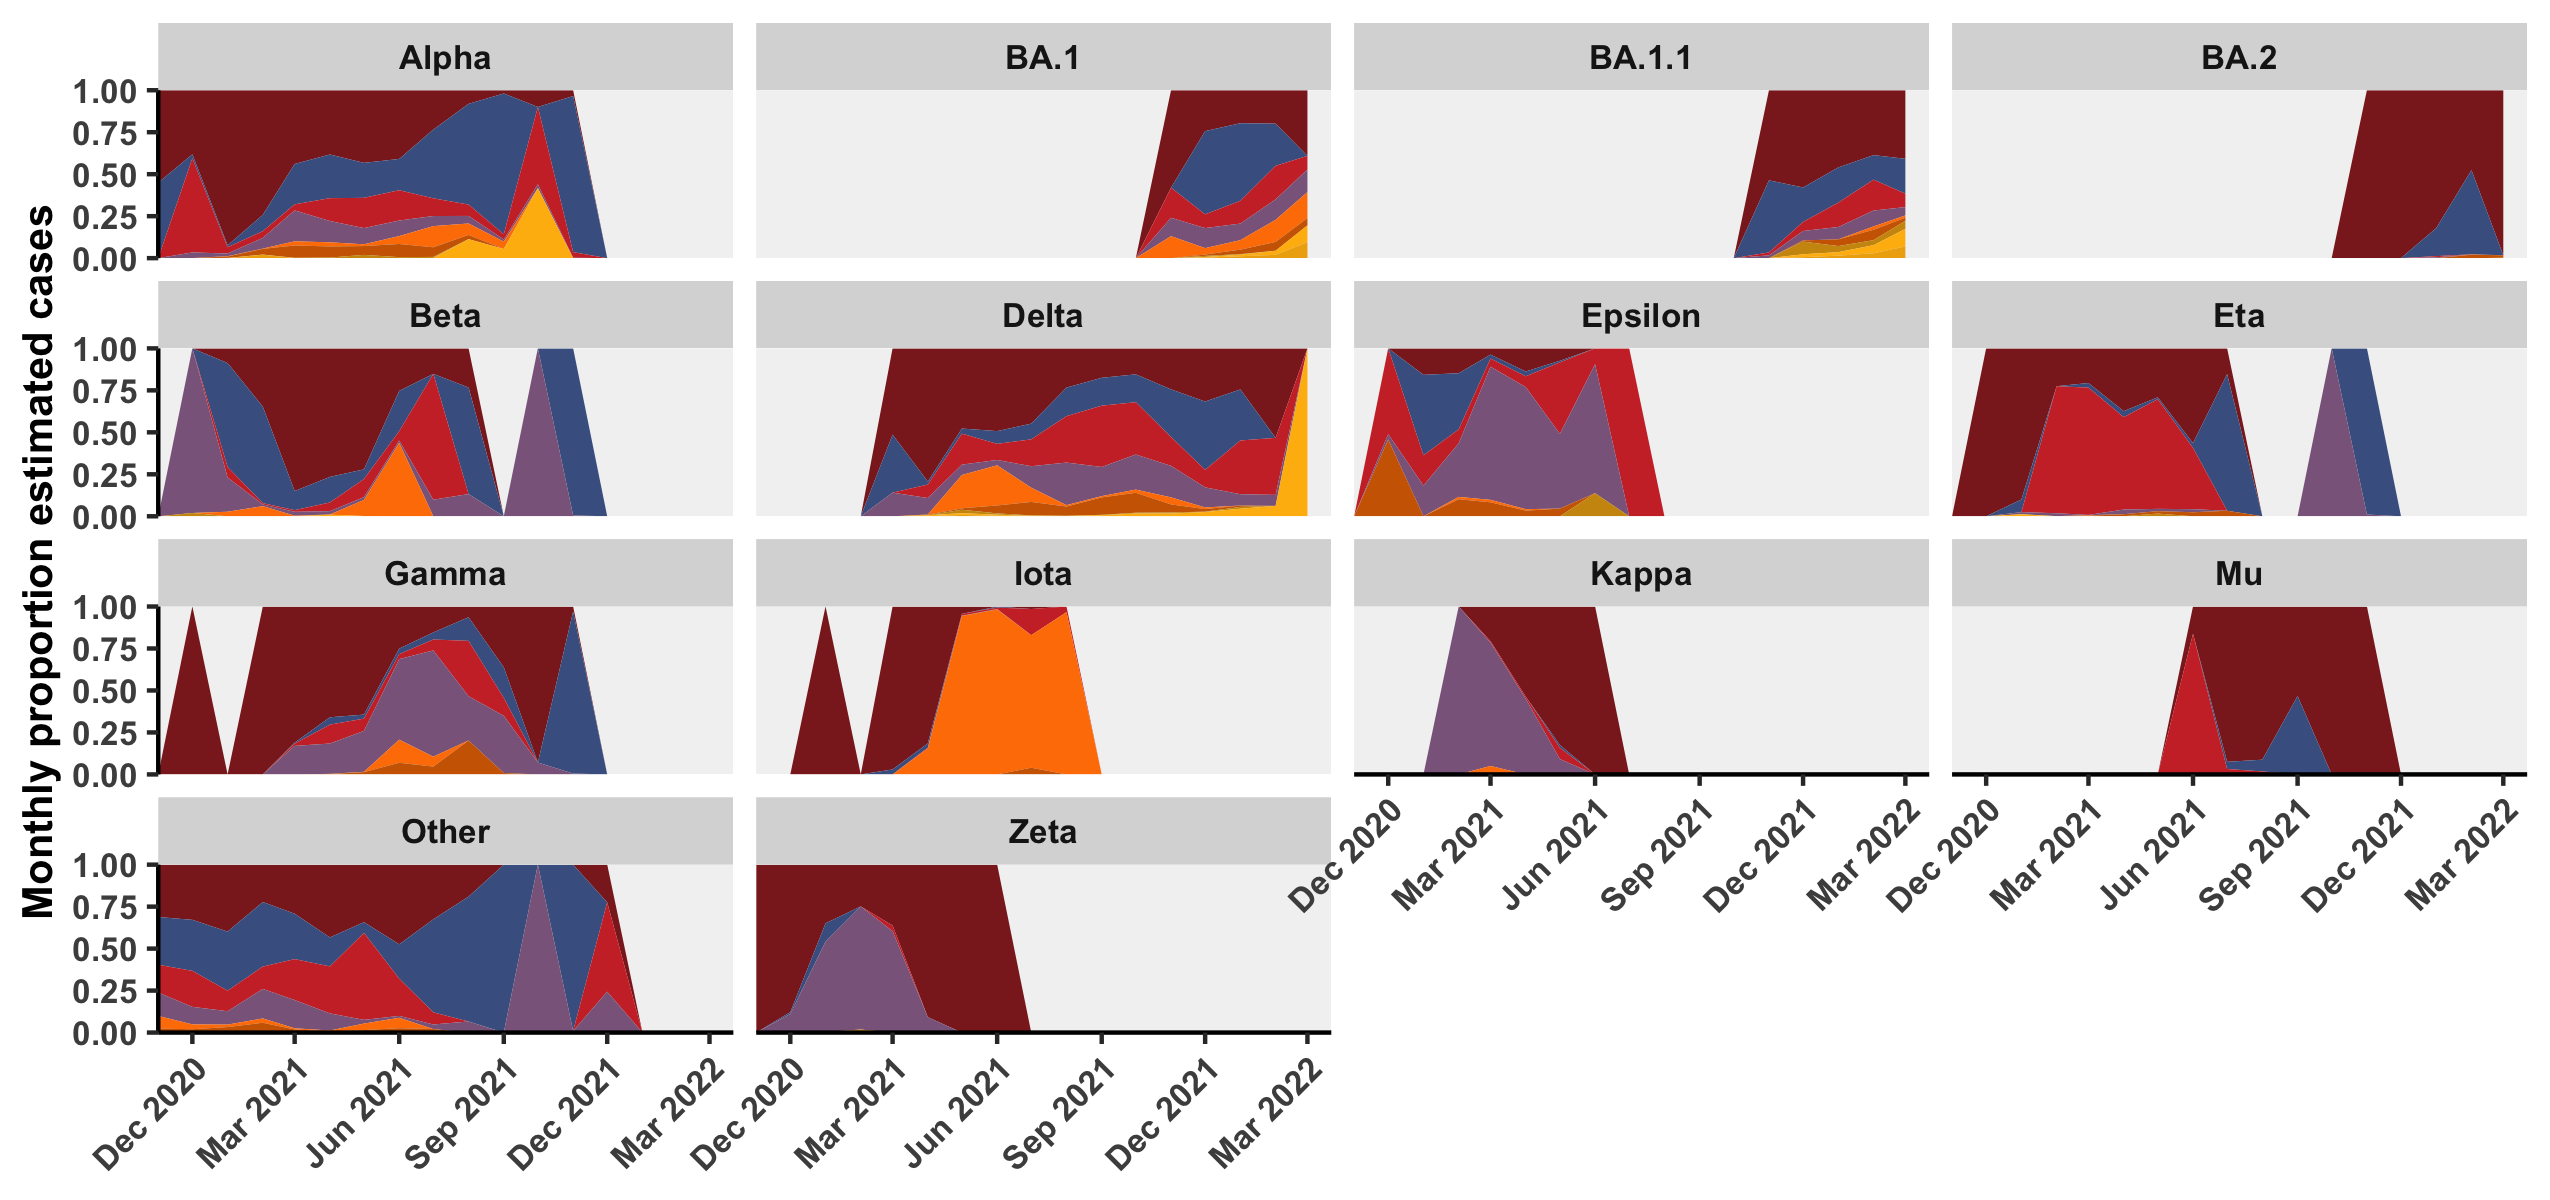 Monthly proportion estimated cases
Alpha
BA.1
BA.1.1
BA.2
1.00
0.75
0.50
0.25
0.00
Beta
Delta
Epsilon
Eta
1.00
0.75
0.50
0.25
0.00
Gamma
Iota
Kappa
Mu
1.00
0.75
0.50
0.25
0.00
Dec 2020 Mar 2021 Jun 2021 Sep 2021 Dec 2021 Mar 2022
Dec 2020 Mar 2021 Jun 2021 Sep 2021 Dec 2021 Mar 2022
Other
Zeta
1.00
0.75
0.50
0.25
0.00
Dec 2020 Mar 2021 Jun 2021 Sep 2021 Dec 2021 Mar 2022
Dec 2020 Mar 2021 Jun 2021 Sep 2021 Dec 2021 Mar 2022